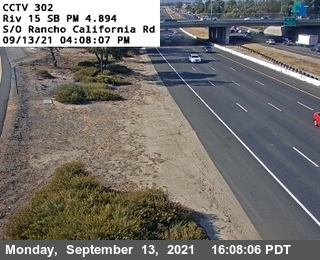 CCTV 302
Riv 15 SB PM 4.894
S/O Rancho California Rd
09/13/21 04:08:07 PM
Monday, September 13, 2021 16:08:06 PDT